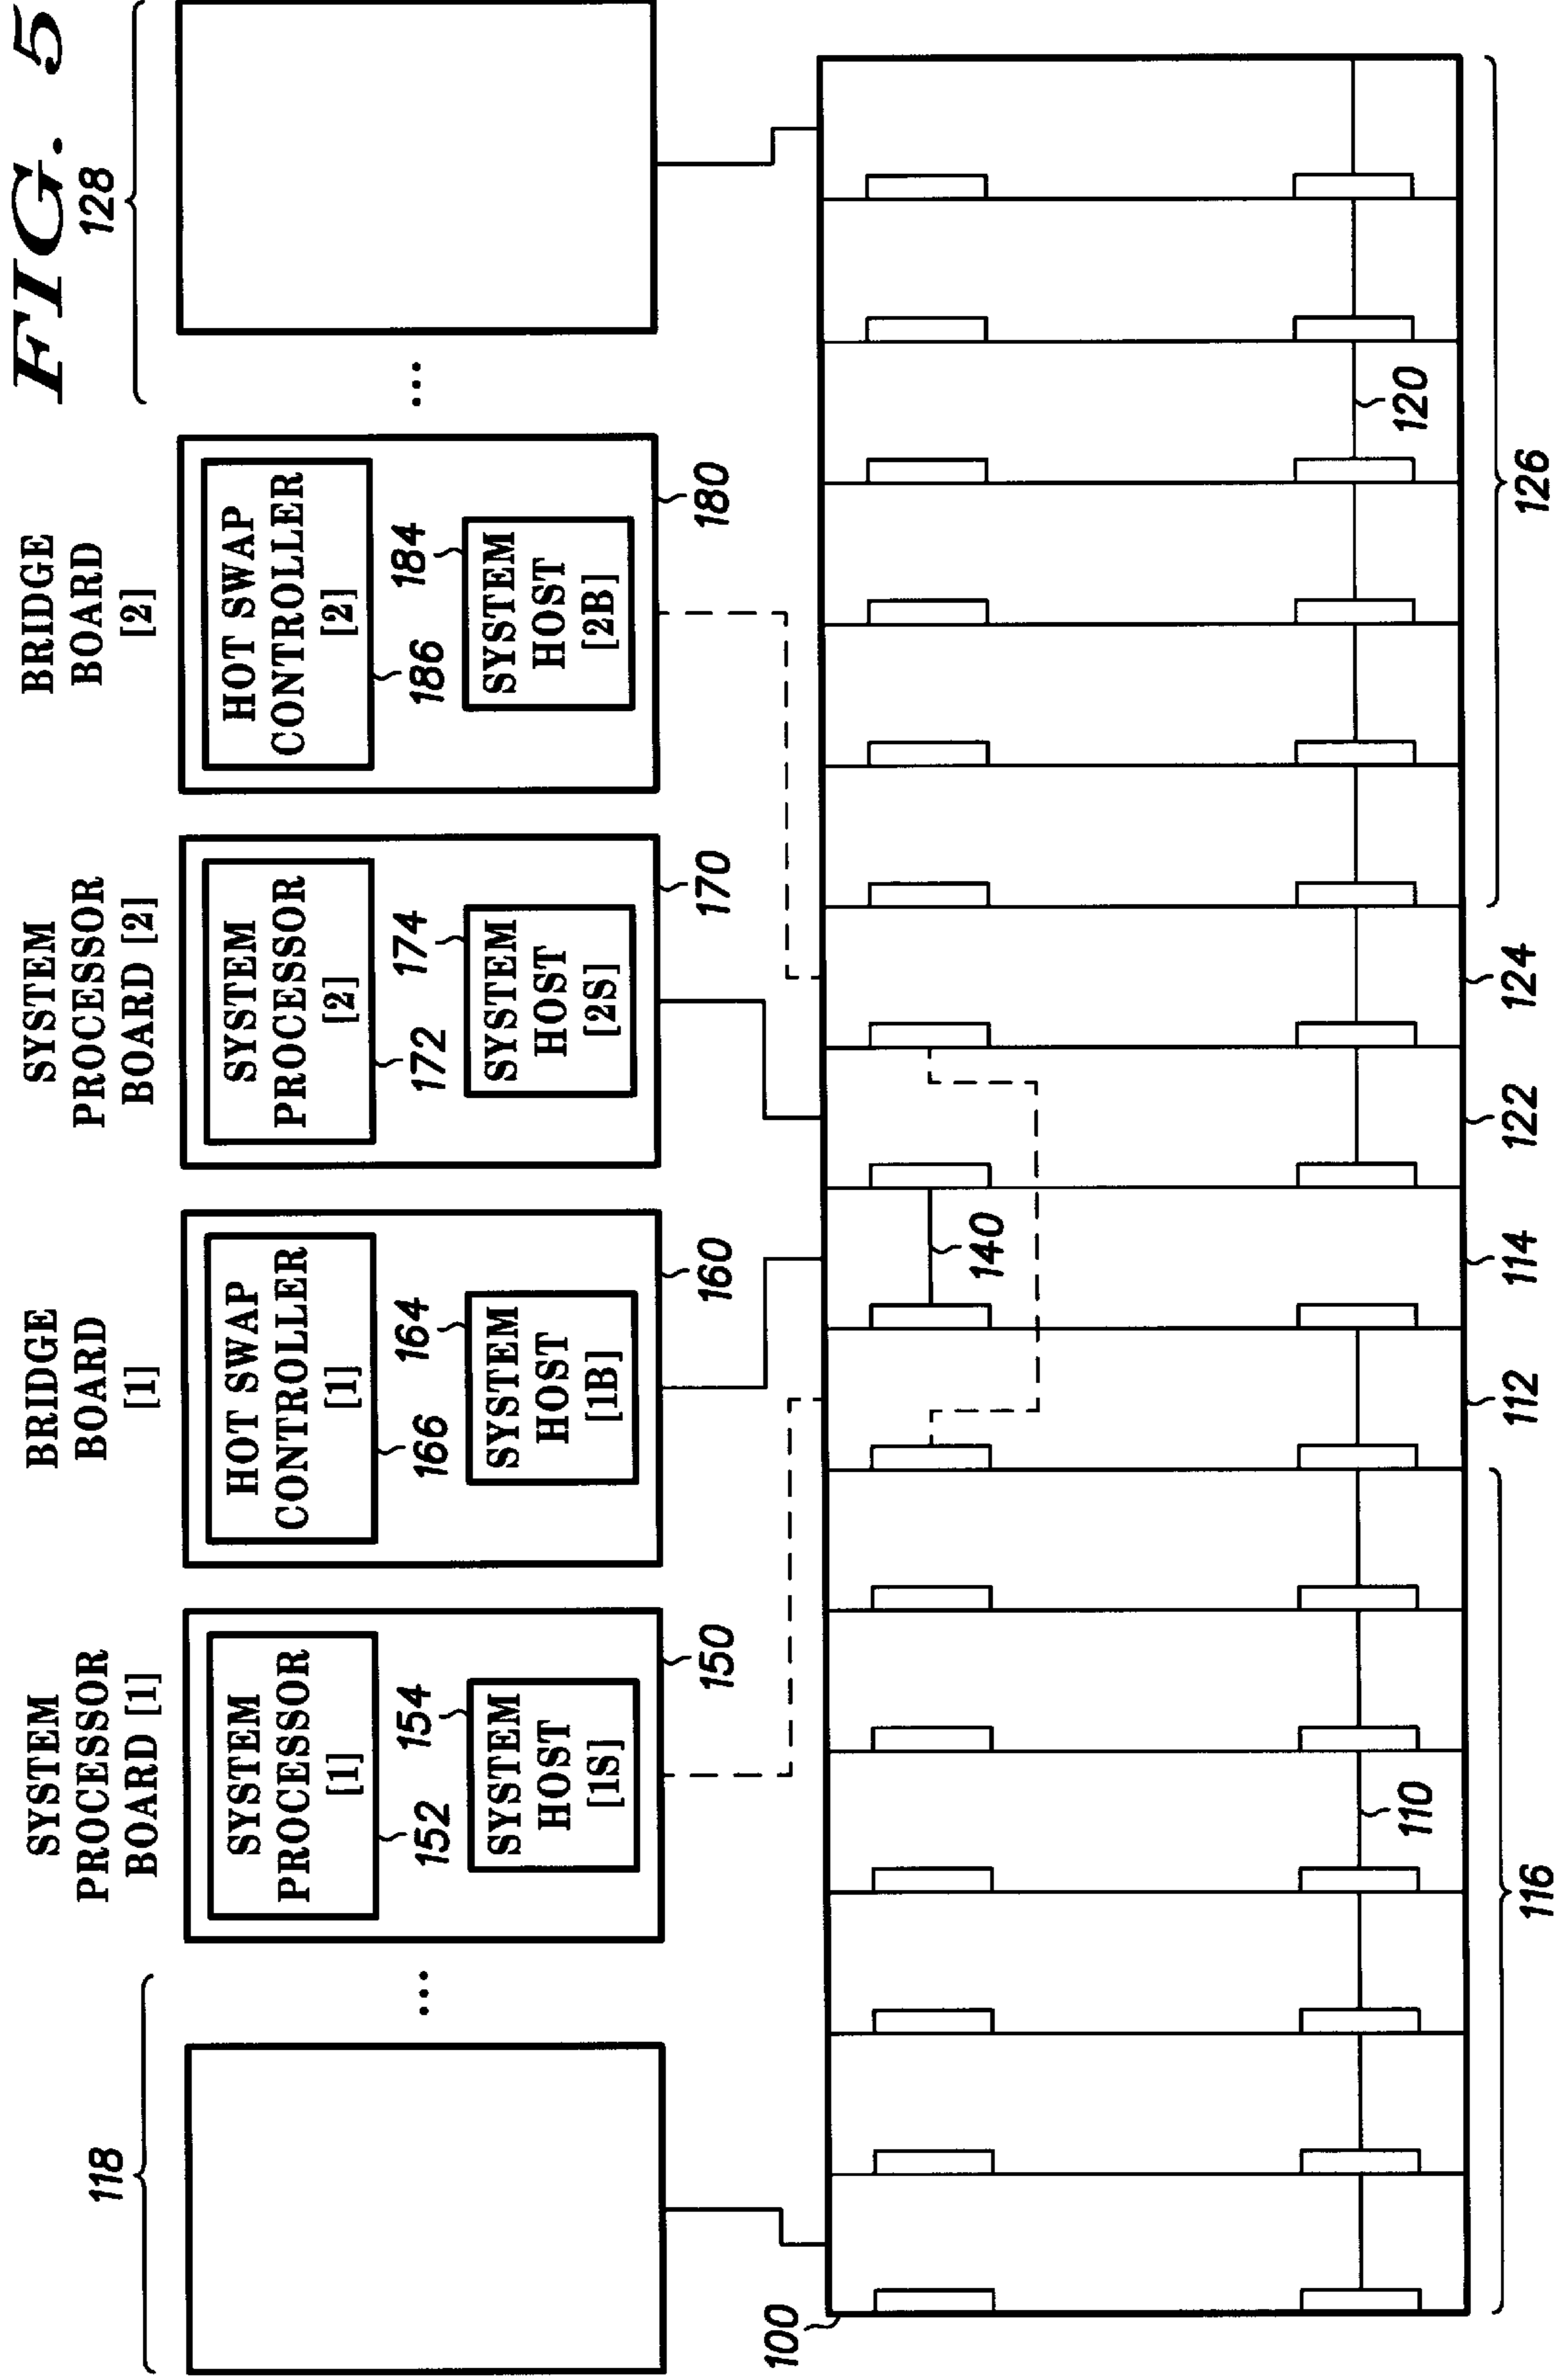 FIG. 5
118
128
SYSTEM
PROCESSOR
BOARD [1]
BRIDGE
BOARD
[1]
SYSTEM
PROCESSOR
BOARD [2]
BRIDGE
BOARD
[2]
SYSTEM
PROCESSOR
[1]
152
154
SYSTEM
HOST
[1S]
150
HOT SWAP
CONTROLLER
[1]
166
164
SYSTEM
HOST
[1B]
160
SYSTEM
PROCESSOR
[2]
172
174
SYSTEM
HOST
[2S]
170
HOT SWAP
CONTROLLER
[2]
186
184
SYSTEM
HOST
[2B]
180
...
...
100
140
110
120
112
114
122
124
116
126